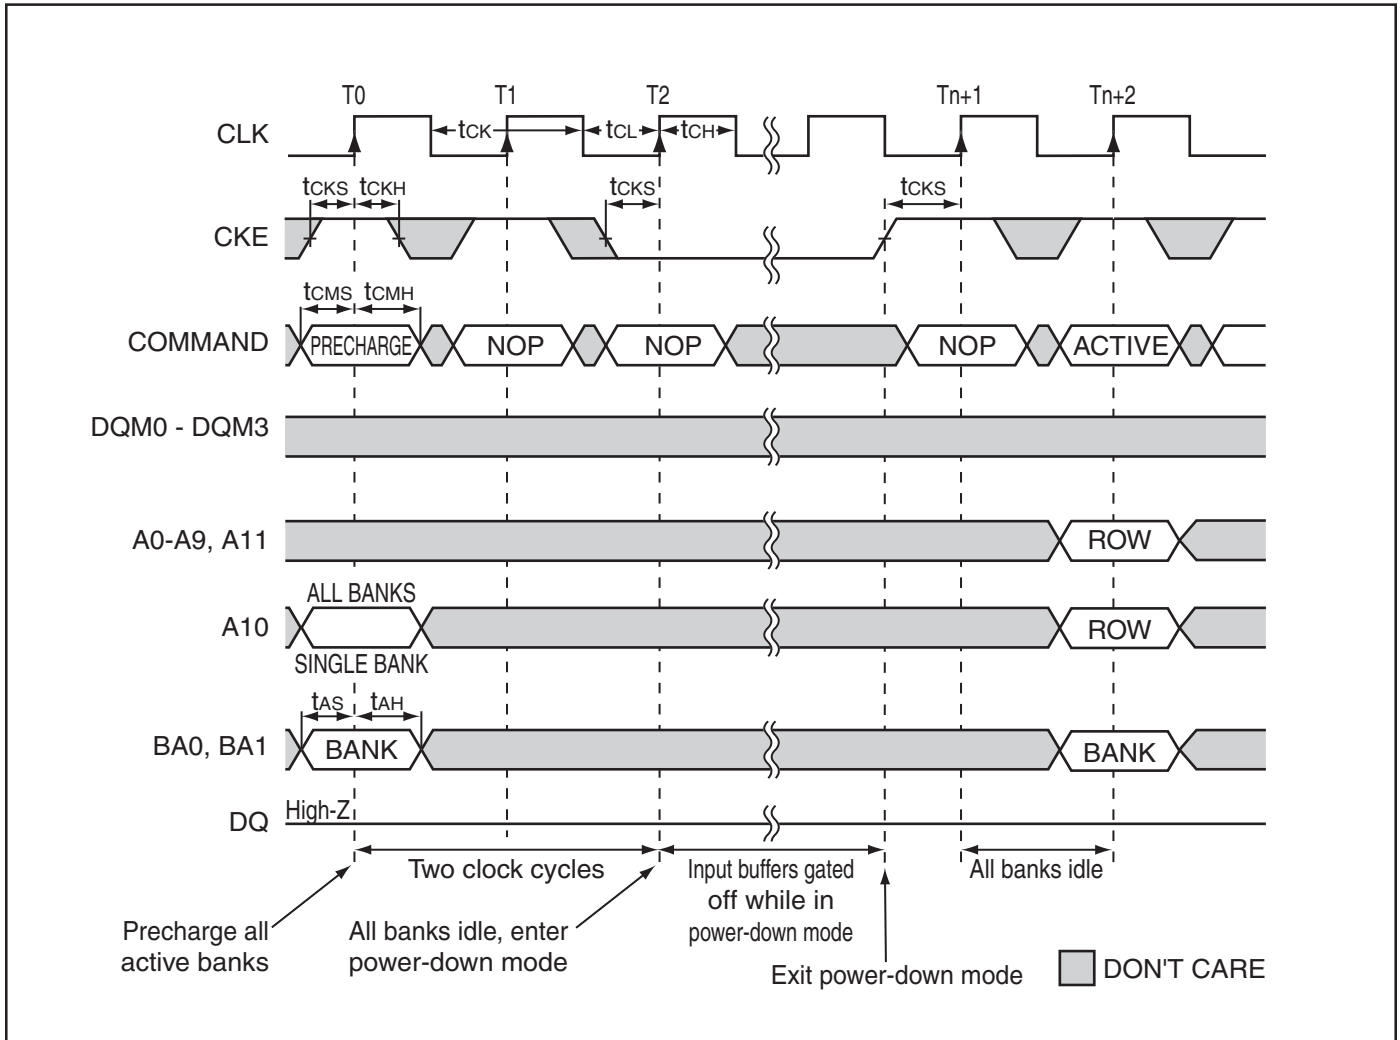 T0 T1 T2 Tn+1 Tn+2
CLK tCK tCL tCH
tCKS tCKH tCKS tCKS
CKE
tCMS tCMH
COMMAND PRECHARGE NOP NOP NOP ACTIVE
DQM0 - DQM3
A0-A9, A11 ROW
ALL BANKS
A10 ROW
SINGLE BANK
tAS tAH
BA0, BA1 BANK BANK
High-Z
DQ
Two clock cycles
Input buffers gated
off while in
power-down mode
All banks idle
Precharge all
active banks
All banks idle, enter
power-down mode
Exit power-down mode
DON'T CARE